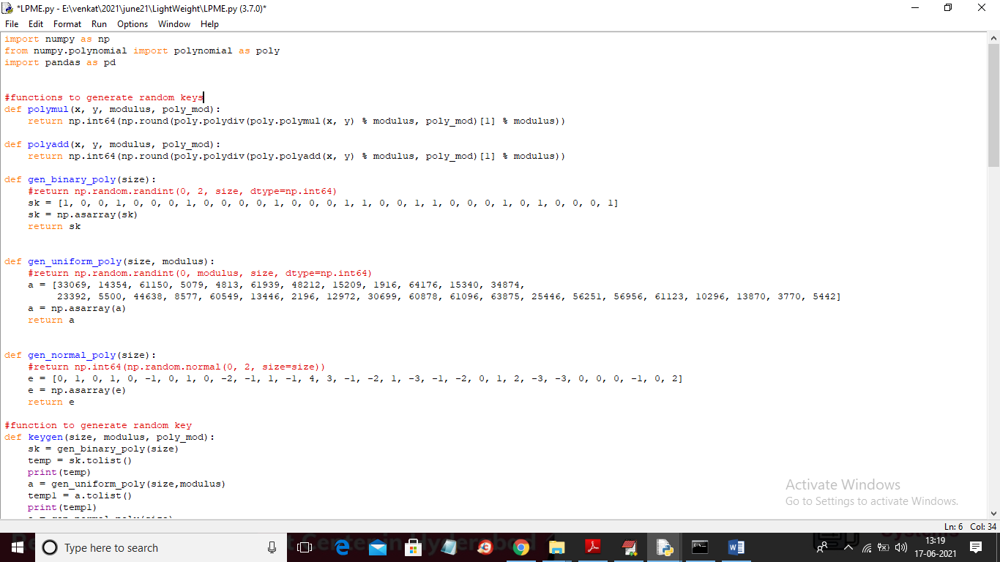 *LPME.py - E:\venkat\2021\june21\LightWeight\LPME.py (3.7.0)*
File Edit Format Run Options Window Help
import numpy as np
from numpy.polynomial import polynomial as poly
import pandas as pd
#functions to generate random keys
def polymul(x, y, modulus, poly_mod):
    return np.int64(np.round(poly.polydiv(poly.polymul(x, y) % modulus, poly_mod)[1] % modulus))
def polyadd(x, y, modulus, poly_mod):
    return np.int64(np.round(poly.polydiv(poly.polyadd(x, y) % modulus, poly_mod)[1] % modulus))
def gen_binary_poly(size):
    #return np.random.randint(0, 2, size, dtype=np.int64)
    sk = [1, 0, 0, 1, 0, 0, 0, 1, 0, 0, 0, 0, 1, 0, 0, 0, 1, 1, 0, 0, 1, 1, 0, 0, 0, 1, 0, 1, 0, 0, 0, 1]
    sk = np.asarray(sk)
    return sk
def gen_uniform_poly(size, modulus):
    #return np.random.randint(0, modulus, size, dtype=np.int64)
    a = [33069, 14354, 61150, 5079, 4813, 61939, 48212, 15209, 1916, 64176, 15340, 34874,
         23392, 5500, 44638, 8577, 60549, 13446, 2196, 12972, 30699, 60878, 61096, 63875, 25446, 56251, 56956, 61123, 10296, 13870, 3770, 5442]
    a = np.asarray(a)
    return a
def gen_normal_poly(size):
    #return np.int64(np.random.normal(0, 2, size=size))
    e = [0, 1, 0, 1, 0, -1, 0, 1, 0, -2, -1, 1, -1, 4, 3, -1, -2, 1, -3, -1, -2, 0, 1, 2, -3, -3, 0, 0, 0, -1, 0, 2]
    e = np.asarray(e)
    return e
#function to generate random key
def keygen(size, modulus, poly_mod):
    sk = gen_binary_poly(size)
    temp = sk.tolist()
    print(temp)
    a = gen_uniform_poly(size,modulus)
    temp1 = a.tolist()
    print(temp1)
Activate Windows
Go to Settings to activate Windows.
Ln: 6 Col: 34
Type here to search
13:19
17-06-2021